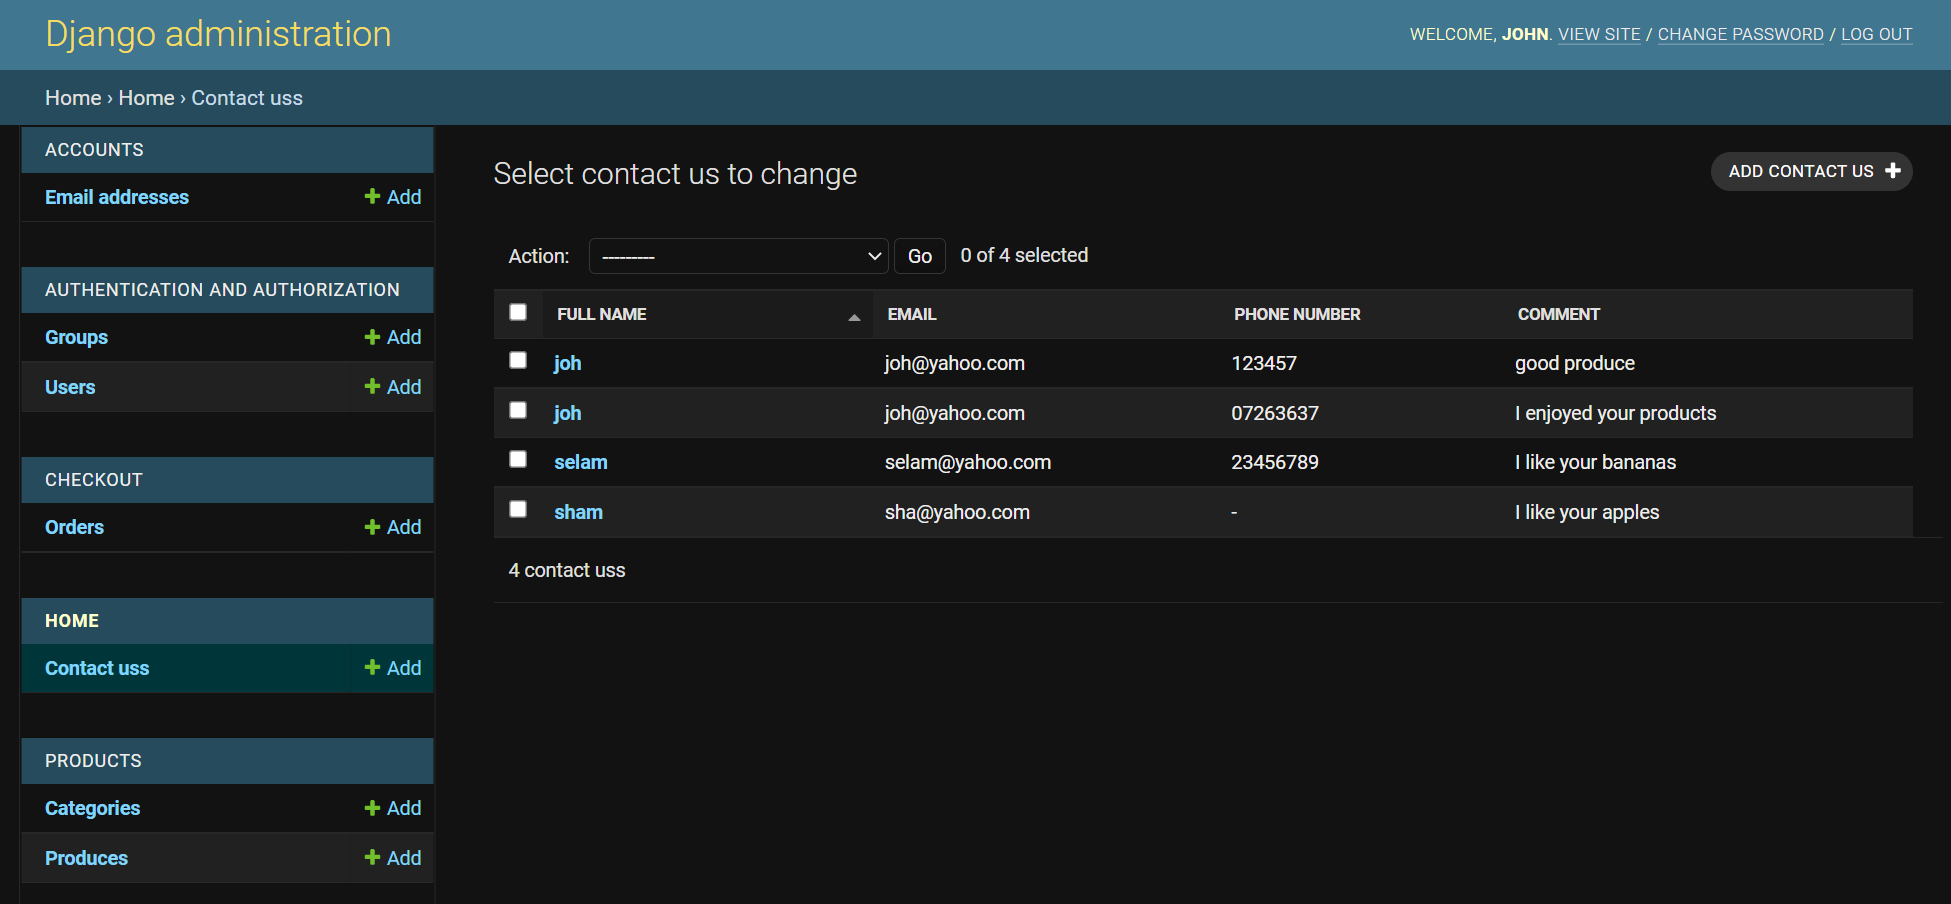 Django administration
WELCOME, JOHN. VIEW SITE / CHANGE PASSWORD / LOG OUT
Home › Home › Contact uss
ACCOUNTS
Email addresses Add
AUTHENTICATION AND AUTHORIZATION
Groups Add
Users Add
CHECKOUT
Orders Add
HOME
Contact uss Add
PRODUCTS
Categories Add
Produces Add
Select contact us to change
ADD CONTACT US
Action: --------- Go 0 of 4 selected
FULL NAME EMAIL PHONE NUMBER COMMENT
joh joh@yahoo.com 123457 good produce
joh joh@yahoo.com 07263637 I enjoyed your products
selam selam@yahoo.com 23456789 I like your bananas
sham sha@yahoo.com - I like your apples
4 contact uss